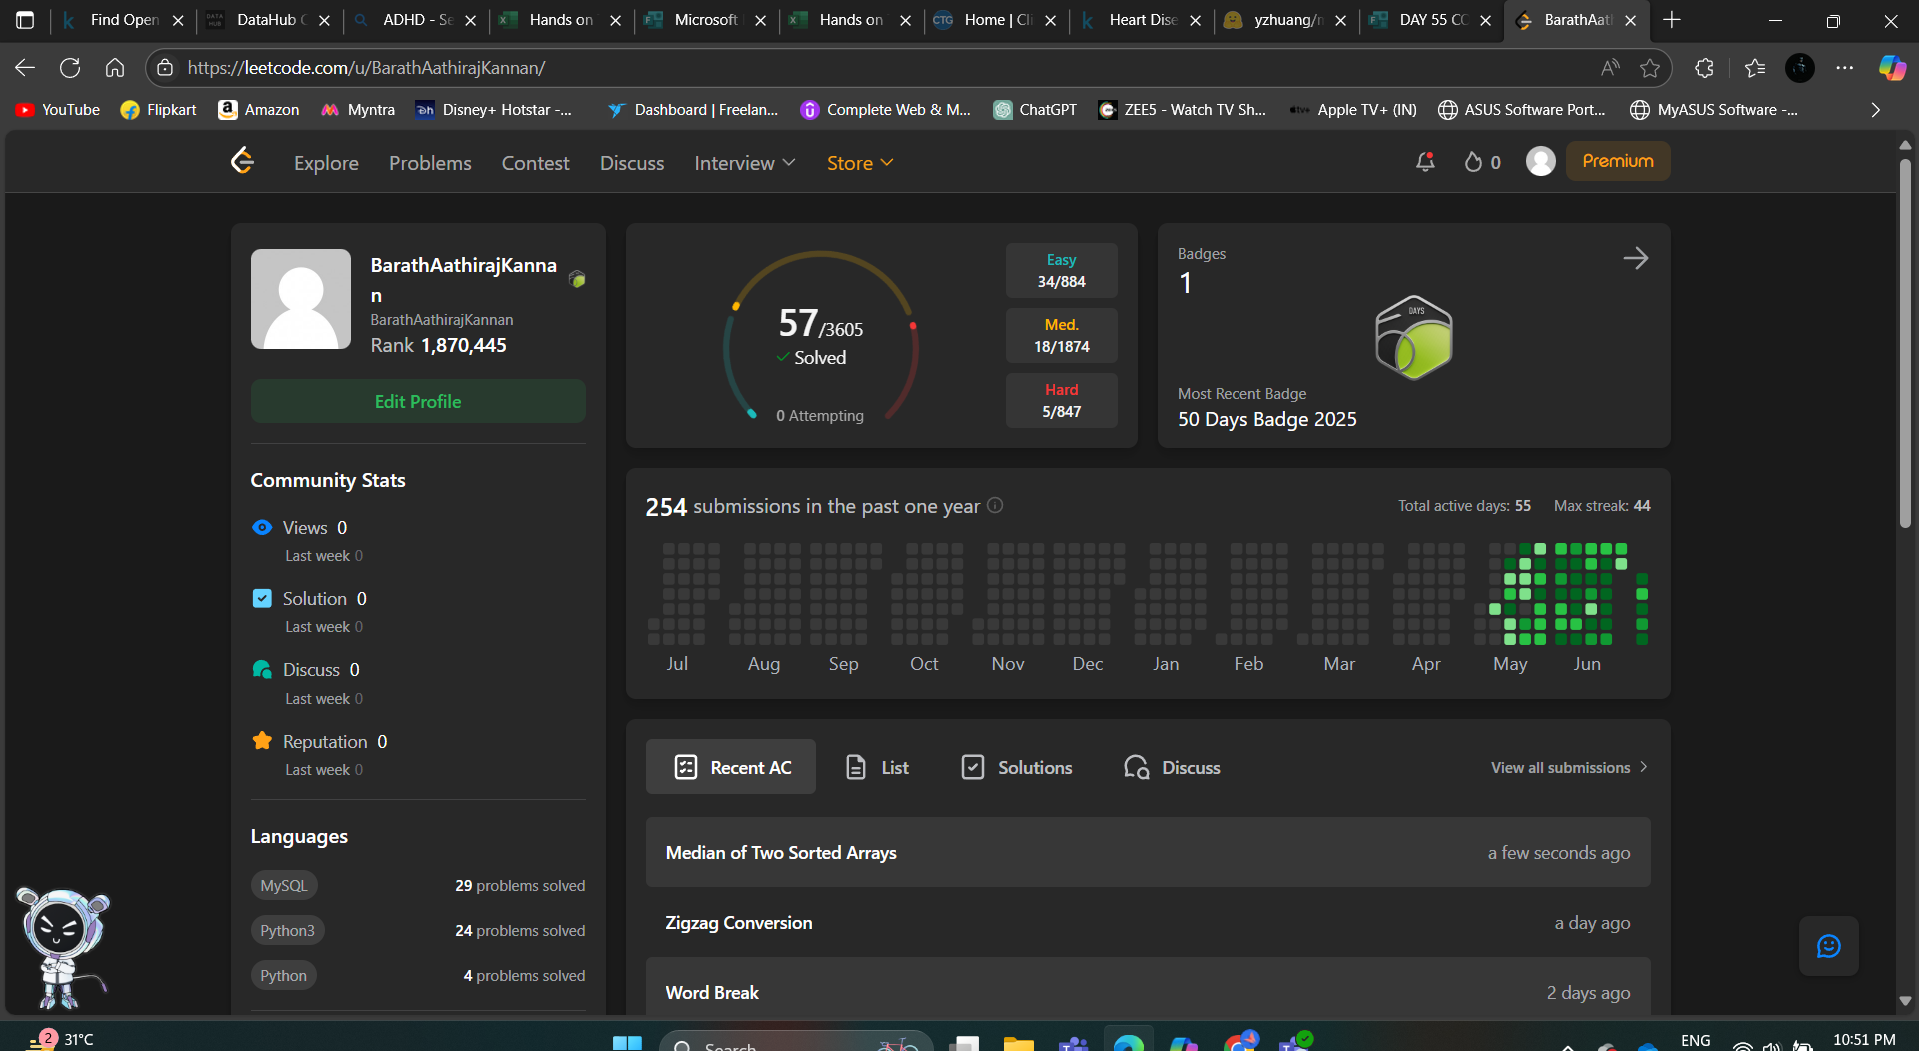 Find Open
DataHub
ADHD - Se
Hands on
Microsoft
Hands on
CTG Home | Cli
Heart Dise
yzhuang/
DAY 55 CO
BarathAath
https://leetcode.com/u/BarathAathirajKannan/
YouTube Flipkart Amazon Myntra Disney+ Hotstar -... Dashboard | Freelan... Complete Web & M... ChatGPT ZEE5 - Watch TV Sh... Apple TV+ (IN) ASUS Software Port... MyASUS Software -...
Explore Problems Contest Discuss Interview Store 0 Premium
BarathAathirajKanna
n
BarathAathirajKannan
Rank 1,870,445
Edit Profile
Community Stats
Views 0
Last week 0
Solution 0
Last week 0
Discuss 0
Last week 0
Reputation 0
Last week 0
Languages
MySQL 29 problems solved
Python3 24 problems solved
Python 4 problems solved
57/3605
Solved
0 Attempting
Easy
34/884
Med.
18/1874
Hard
5/847
Badges
1
DAYS
Most Recent Badge
50 Days Badge 2025
254 submissions in the past one year
Total active days: 55 Max streak: 44
Jul Aug Sep Oct Nov Dec Jan Feb Mar Apr May Jun
Recent AC List Solutions Discuss View all submissions
Median of Two Sorted Arrays a few seconds ago
Zigzag Conversion a day ago
Word Break 2 days ago
2 31°C
Search
ENG
10:51 PM